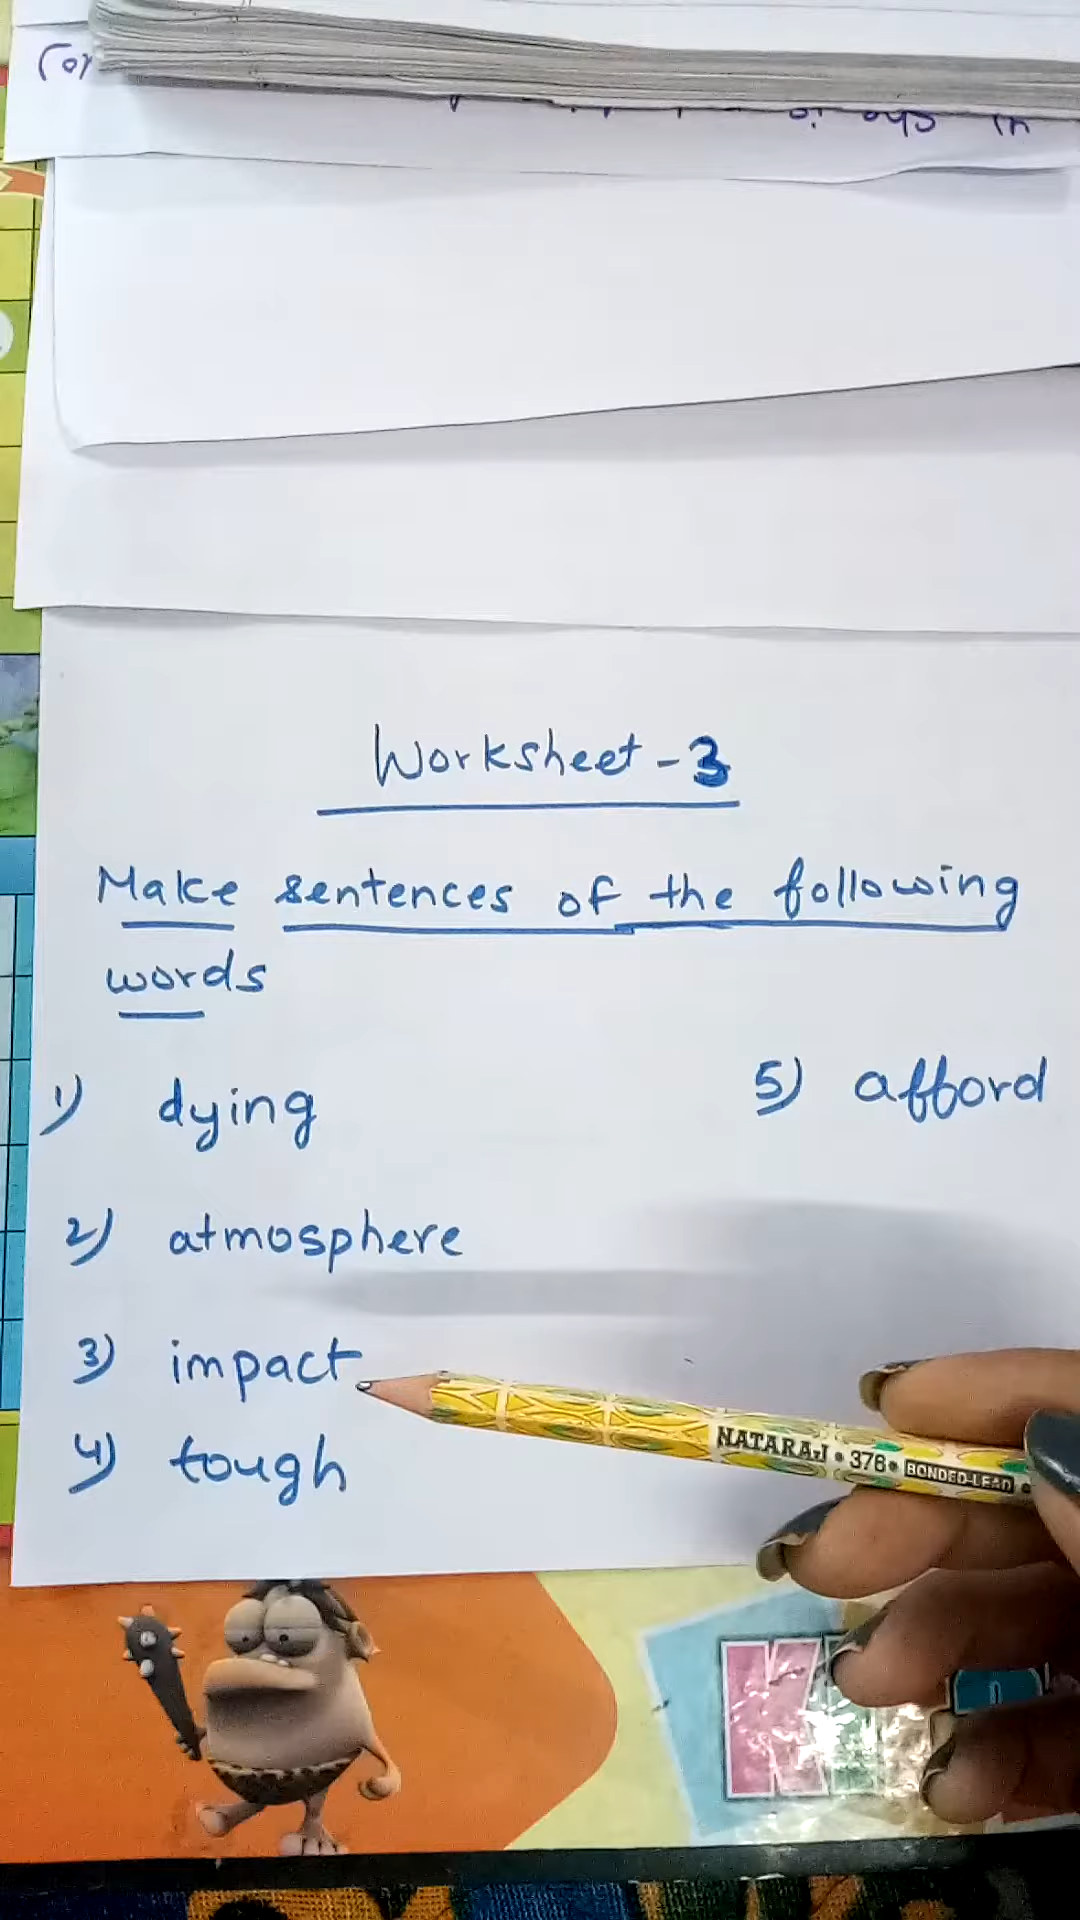 Worksheet - 3
Make sentences of the following
words
1) dying
2) atmosphere
3) impact
4) tough
5) afford
NATARAJ • 376 • BONDED-LEAD